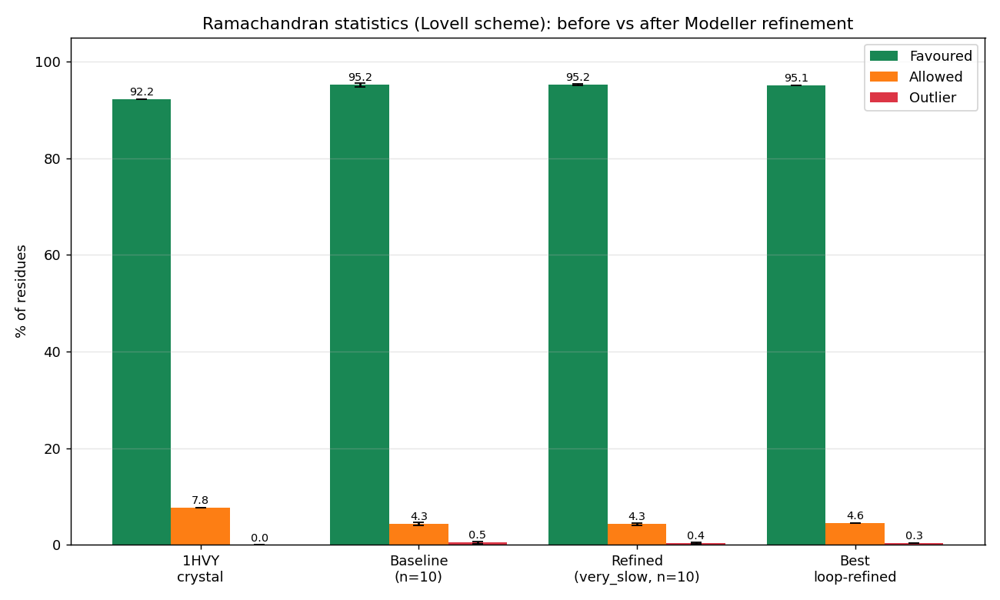 Ramachandran statistics (Lovell scheme): before vs after Modeller refinement
Favoured
Allowed
Outlier
% of residues
100
80
60
40
20
0
92.2
7.8
0.0
95.2
4.3
0.5
95.2
4.3
0.4
95.1
4.6
0.3
1HVY
crystal
Baseline
(n=10)
Refined
(very_slow, n=10)
Best
loop-refined